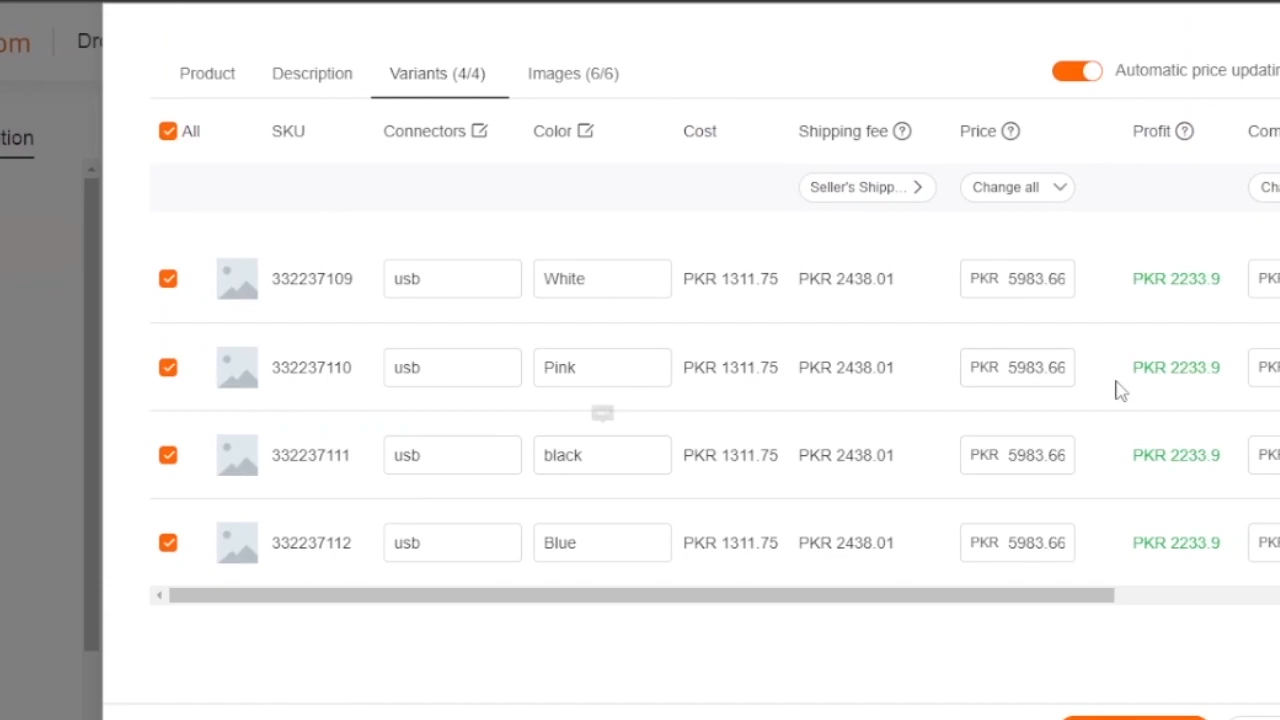 om Dro
Product Description Variants (4/4) Images (6/6) Automatic price updatin
tion
All SKU Connectors Color Cost Shipping fee Price Profit Com
Seller's Shipp... Change all Cha
332237109 usb White PKR 1311.75 PKR 2438.01 PKR 5983.66 PKR 2233.9 PK
332237110 usb Pink PKR 1311.75 PKR 2438.01 PKR 5983.66 PKR 2233.9 PK
332237111 usb black PKR 1311.75 PKR 2438.01 PKR 5983.66 PKR 2233.9 PK
332237112 usb Blue PKR 1311.75 PKR 2438.01 PKR 5983.66 PKR 2233.9 PK